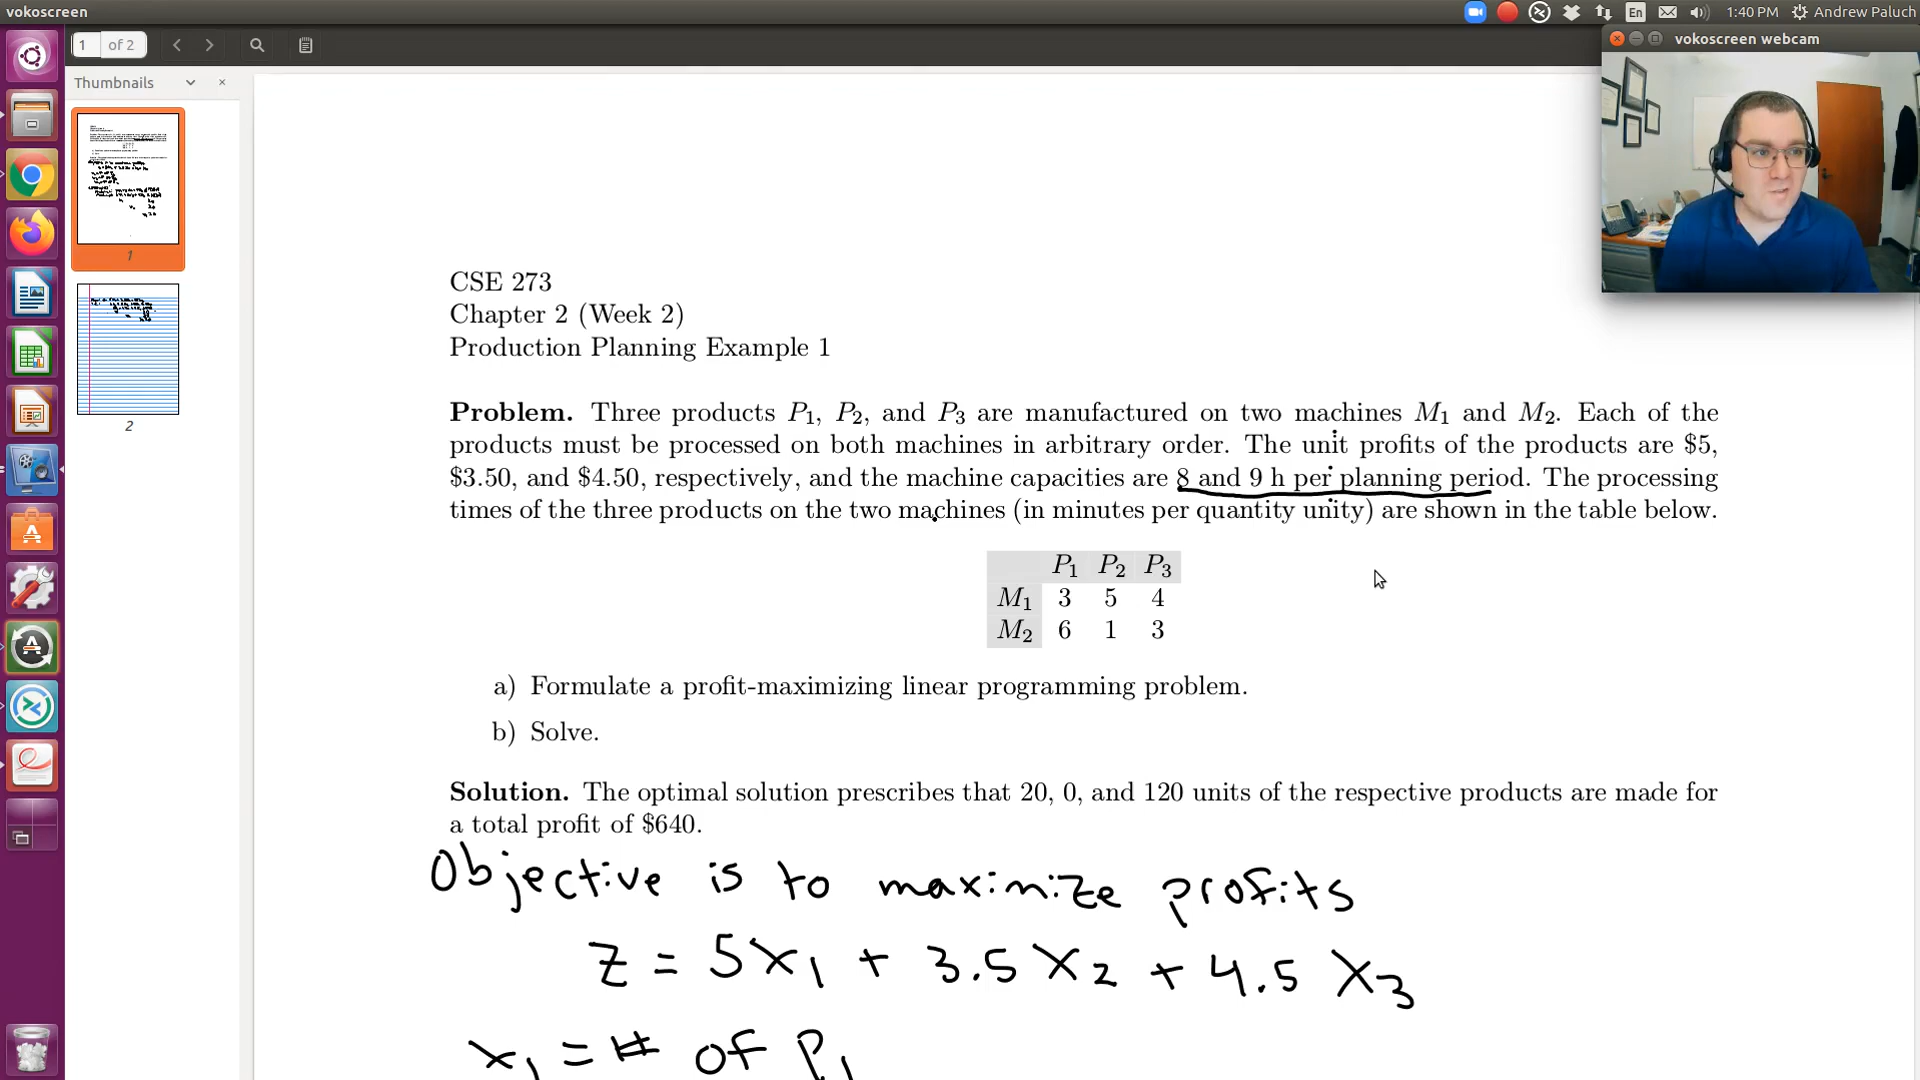 vokoscreen
En
1:40 PM
Andrew Paluch
1 of 2
vokoscreen webcam
Thumbnails
1
2
CSE 273
Chapter 2 (Week 2)
Production Planning Example 1
Problem. Three products P1, P2, and P3 are manufactured on two machines M1 and M2. Each of the
products must be processed on both machines in arbitrary order. The unit profits of the products are $5,
$3.50, and $4.50, respectively, and the machine capacities are 8 and 9 h per planning period. The processing
times of the three products on the two machines (in minutes per quantity unity) are shown in the table below.
P1 P2 P3
M1 3 5 4
M2 6 1 3
a) Formulate a profit-maximizing linear programming problem.
b) Solve.
Solution. The optimal solution prescribes that 20, 0, and 120 units of the respective products are made for
a total profit of $640.
Objective is to maximize profits
z = 5x1 + 3.5 x2 + 4.5 x3
x1 = # of P1